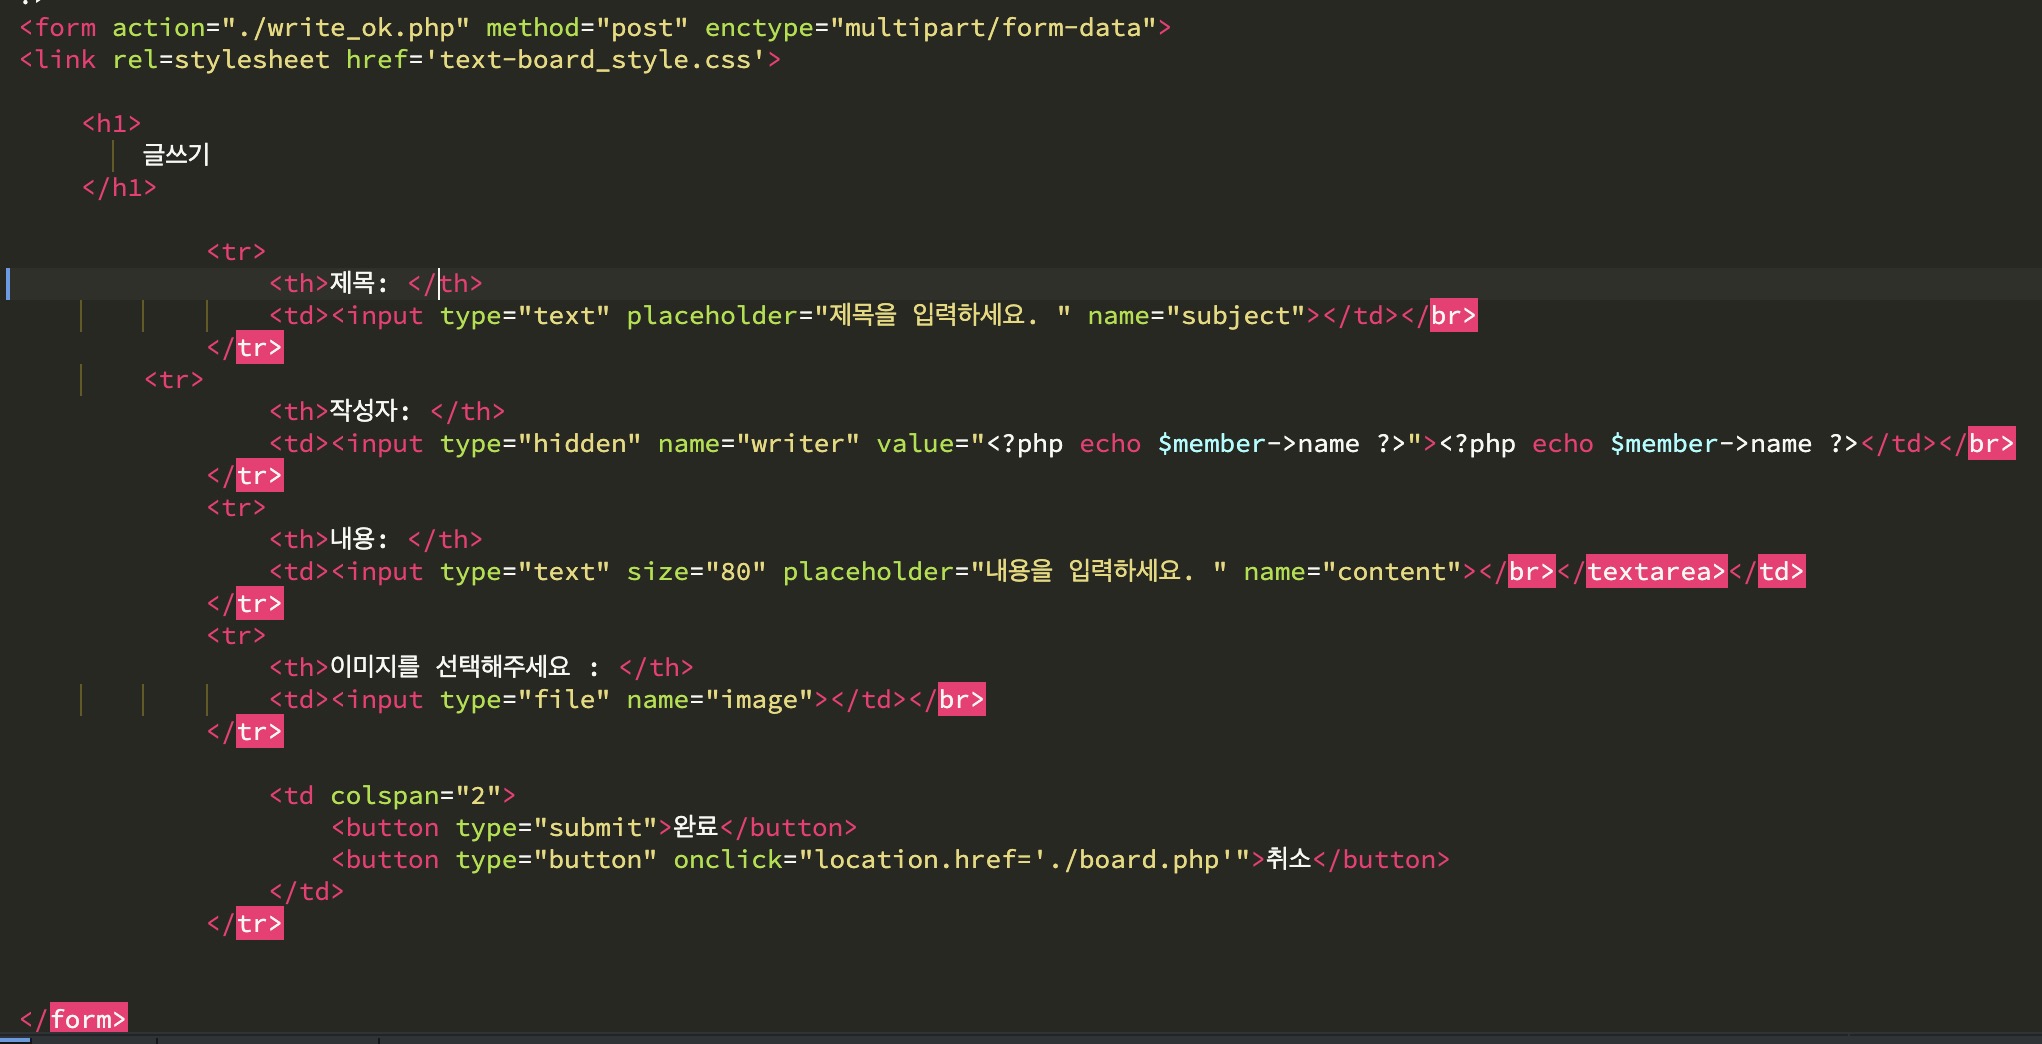 <form action="./write_ok.php" method="post" enctype="multipart/form-data">
<link rel=stylesheet href='text-board_style.css'>
<h1>
글쓰기
</h1>
<tr>
<th>제목: </th>
<td><input type="text" placeholder="제목을 입력하세요. " name="subject"></td></br>
</tr>
<tr>
<th>작성자: </th>
<td><input type="hidden" name="writer" value="<?php echo $member->name ?>"><?php echo $member->name ?></td></br>
</tr>
<tr>
<th>내용: </th>
<td><input type="text" size="80" placeholder="내용을 입력하세요. " name="content"></br></textarea></td>
</tr>
<tr>
<th>이미지를 선택해주세요 : </th>
<td><input type="file" name="image"></td></br>
</tr>
<td colspan="2">
<button type="submit">완료</button>
<button type="button" onclick="location.href='./board.php'">취소</button>
</td>
</tr>
</form>